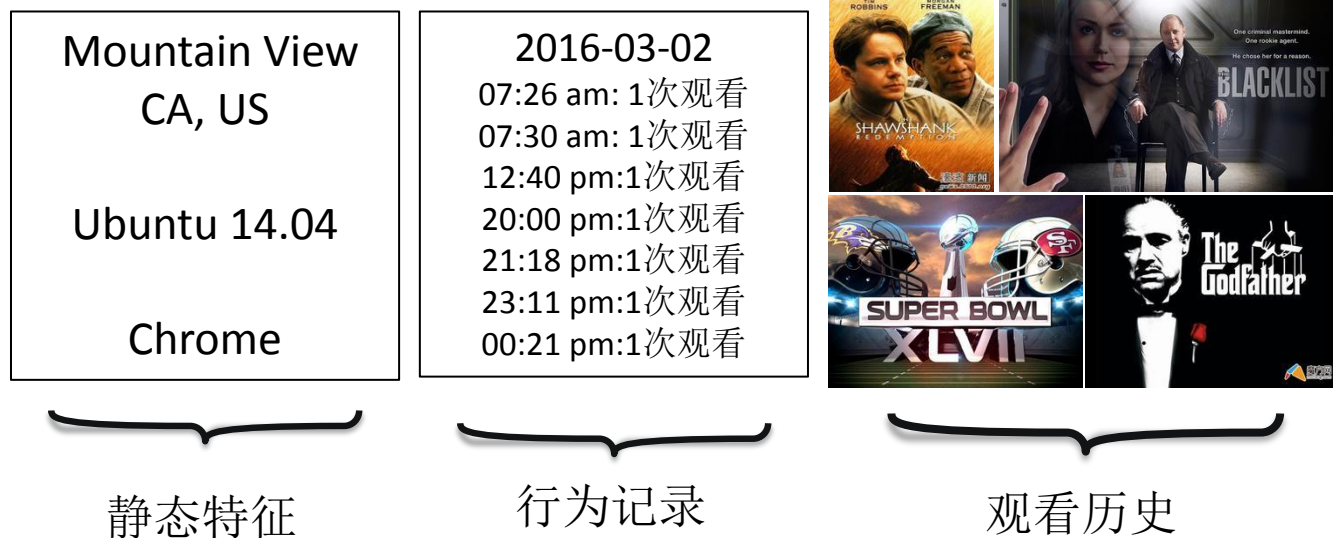 Mountain View
CA, US
Ubuntu 14.04
Chrome
2016-03-02
07:26 am: 1次观看
07:30 am: 1次观看
12:40 pm:1次观看
20:00 pm:1次观看
21:18 pm:1次观看
23:11 pm:1次观看
00:21 pm:1次观看
ROBBINS
FREEMAN
SHAWSHANK
REDEMPTION
新闻
One criminal mastermind.
One rookie agent.
He chose her for a reason.
THE
BLACKLIST
SF
SUPER BOWL
XLVII
The
Godfather
静态特征
行为记录
观看历史